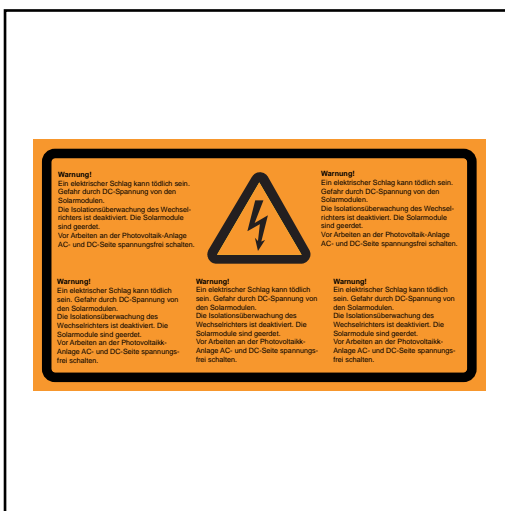 Warnung!
Ein elektrischer Schlag kann tödlich sein.
Gefahr durch DC-Spannung von den
Solarmodulen.
Die Isolationsüberwachung des Wechsel-
richters ist deaktiviert. Die Solarmodule
sind geerdet.
Vor Arbeiten an der Photovoltaik-Anlage
AC- und DC-Seite spannungsfrei schalten.
Warnung!
Ein elektrischer Schlag kann tödlich sein.
Gefahr durch DC-Spannung von den
Solarmodulen.
Die Isolationsüberwachung des Wechsel-
richters ist deaktiviert. Die Solarmodule
sind geerdet.
Vor Arbeiten an der Photovoltaik-Anlage
AC- und DC-Seite spannungsfrei schalten.
Warnung!
Ein elektrischer Schlag kann tödlich
sein. Gefahr durch DC-Spannung von
den Solarmodulen.
Die Isolationsüberwachung des
Wechselrichters ist deaktiviert. Die
Solarmodule sind geerdet.
Vor Arbeiten an der Photovoltaikk-
Anlage AC- und DC-Seite spannungs-
frei schalten.
Warnung!
Ein elektrischer Schlag kann tödlich
sein. Gefahr durch DC-Spannung von
den Solarmodulen.
Die Isolationsüberwachung des
Wechselrichters ist deaktiviert. Die
Solarmodule sind geerdet.
Vor Arbeiten an der Photovoltaikk-
Anlage AC- und DC-Seite spannungs-
frei schalten.
Warnung!
Ein elektrischer Schlag kann tödlich
sein. Gefahr durch DC-Spannung von
den Solarmodulen.
Die Isolationsüberwachung des
Wechselrichters ist deaktiviert. Die
Solarmodule sind geerdet.
Vor Arbeiten an der Photovoltaikk-
Anlage AC- und DC-Seite spannungs-
frei schalten.